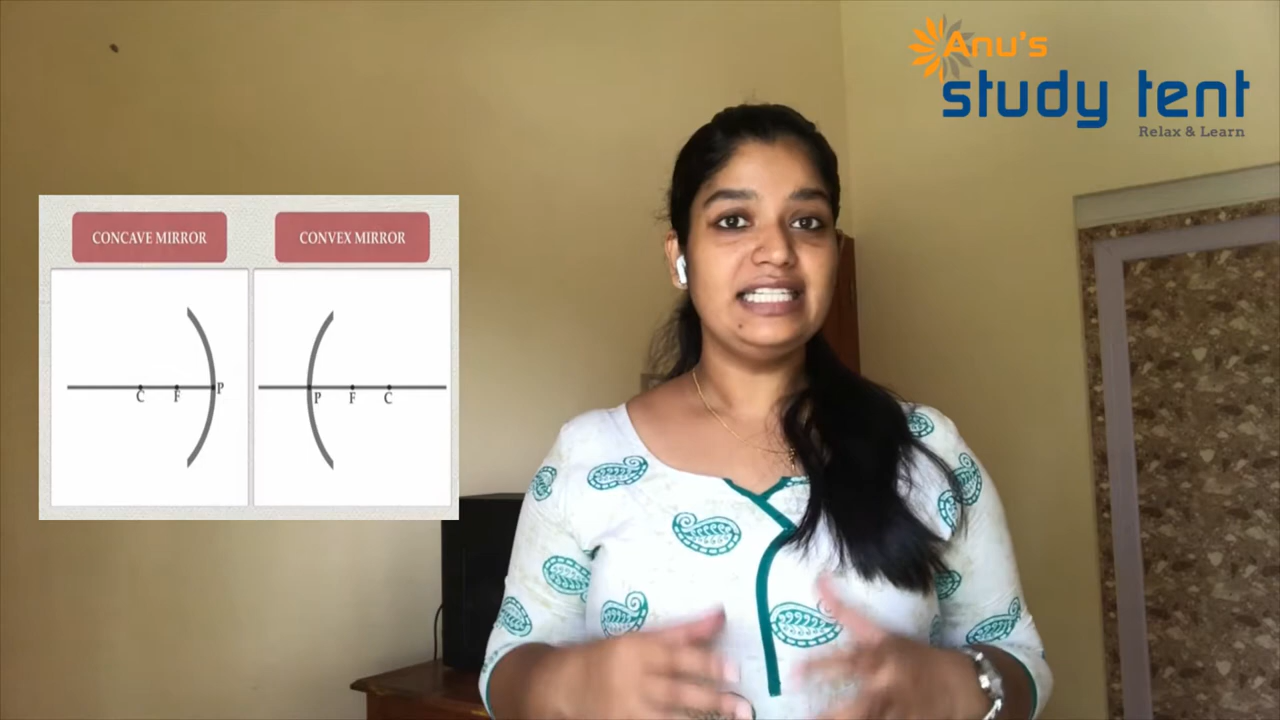 Anu's
study tent
Relax & Learn
CONCAVE MIRROR
CONVEX MIRROR
C F P
P F C